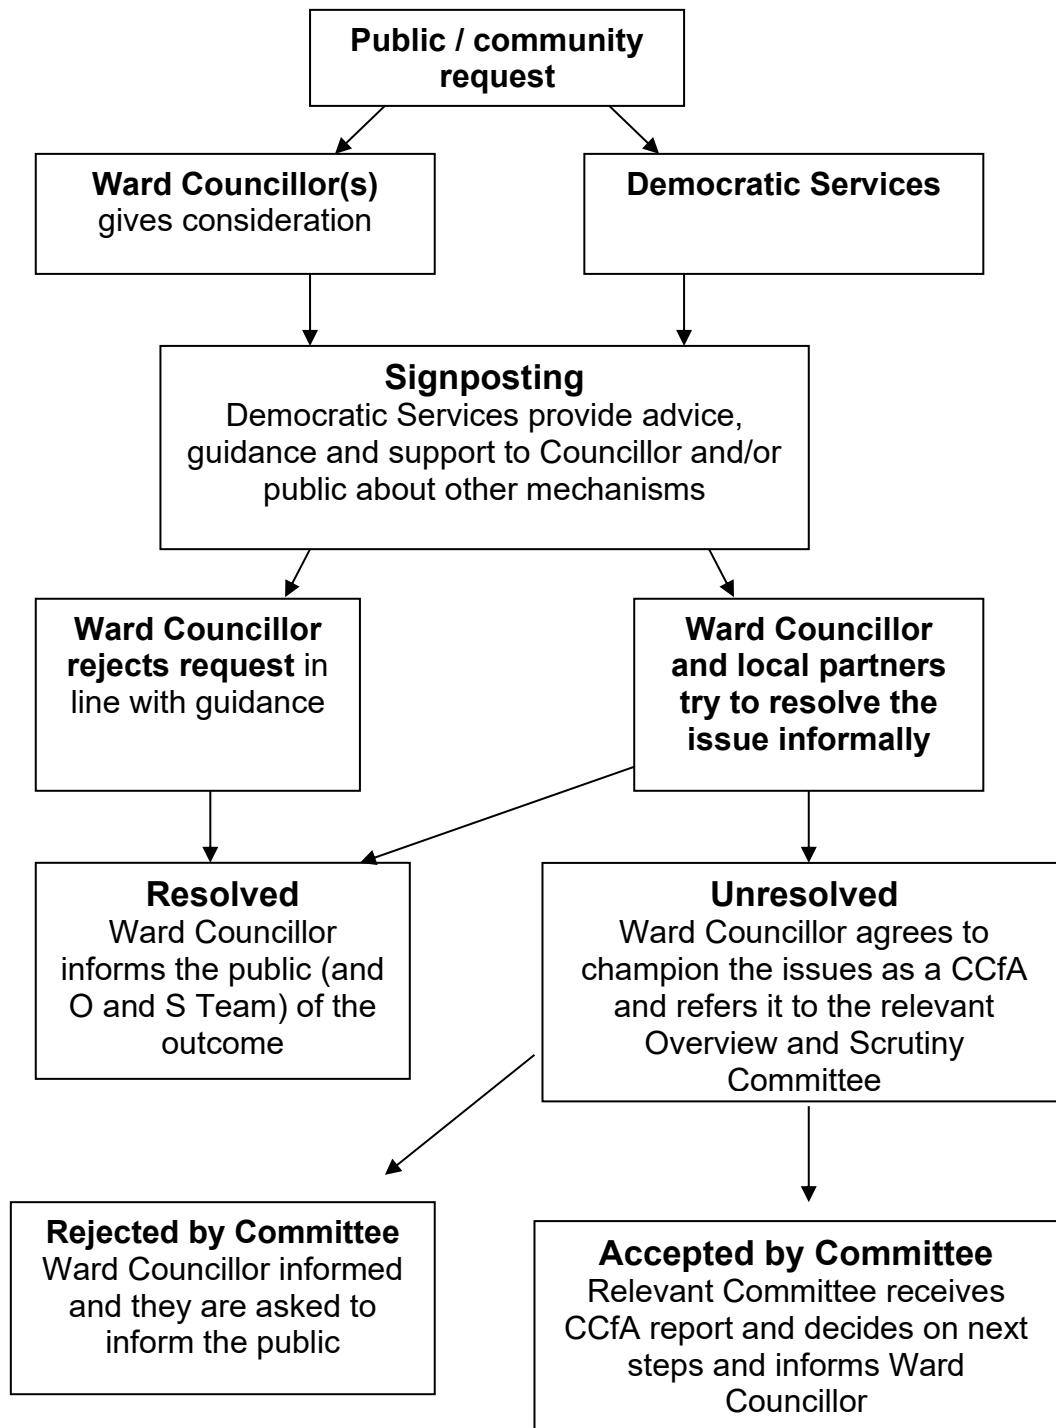 Public / community
request
Ward Councillor(s)
gives consideration
Democratic Services
Signposting
Democratic Services provide advice,
guidance and support to Councillor and/or
public about other mechanisms
Ward Councillor
rejects request in
line with guidance
Ward Councillor
and local partners
try to resolve the
issue informally
Resolved
Ward Councillor
informs the public (and
O and S Team) of the
outcome
Unresolved
Ward Councillor agrees to
champion the issues as a CCfA
and refers it to the relevant
Overview and Scrutiny
Committee
Rejected by Committee
Ward Councillor informed
and they are asked to
inform the public
Accepted by Committee
Relevant Committee receives
CCfA report and decides on next
steps and informs Ward
Councillor